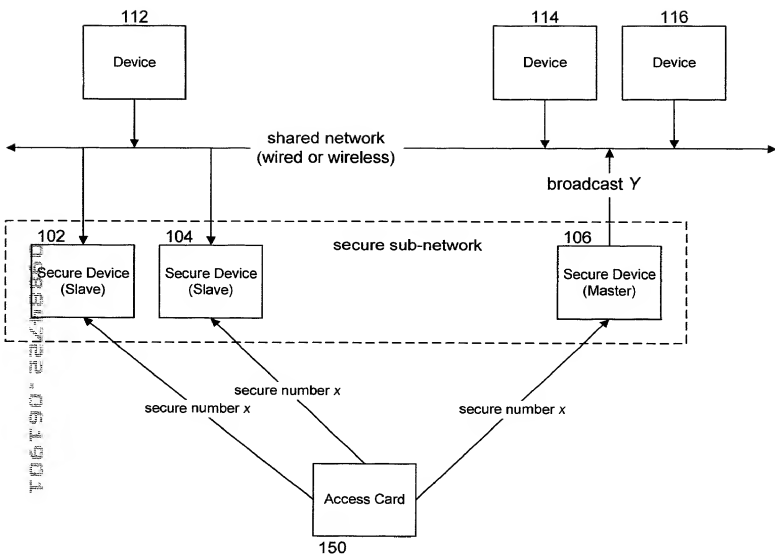 112
Device
114
Device
116
Device
shared network
(wired or wireless)
broadcast Y
secure sub-network
102
Secure Device
(Slave)
104
Secure Device
(Slave)
106
Secure Device
(Master)
secure number x
secure number x
secure number x
Access Card
150